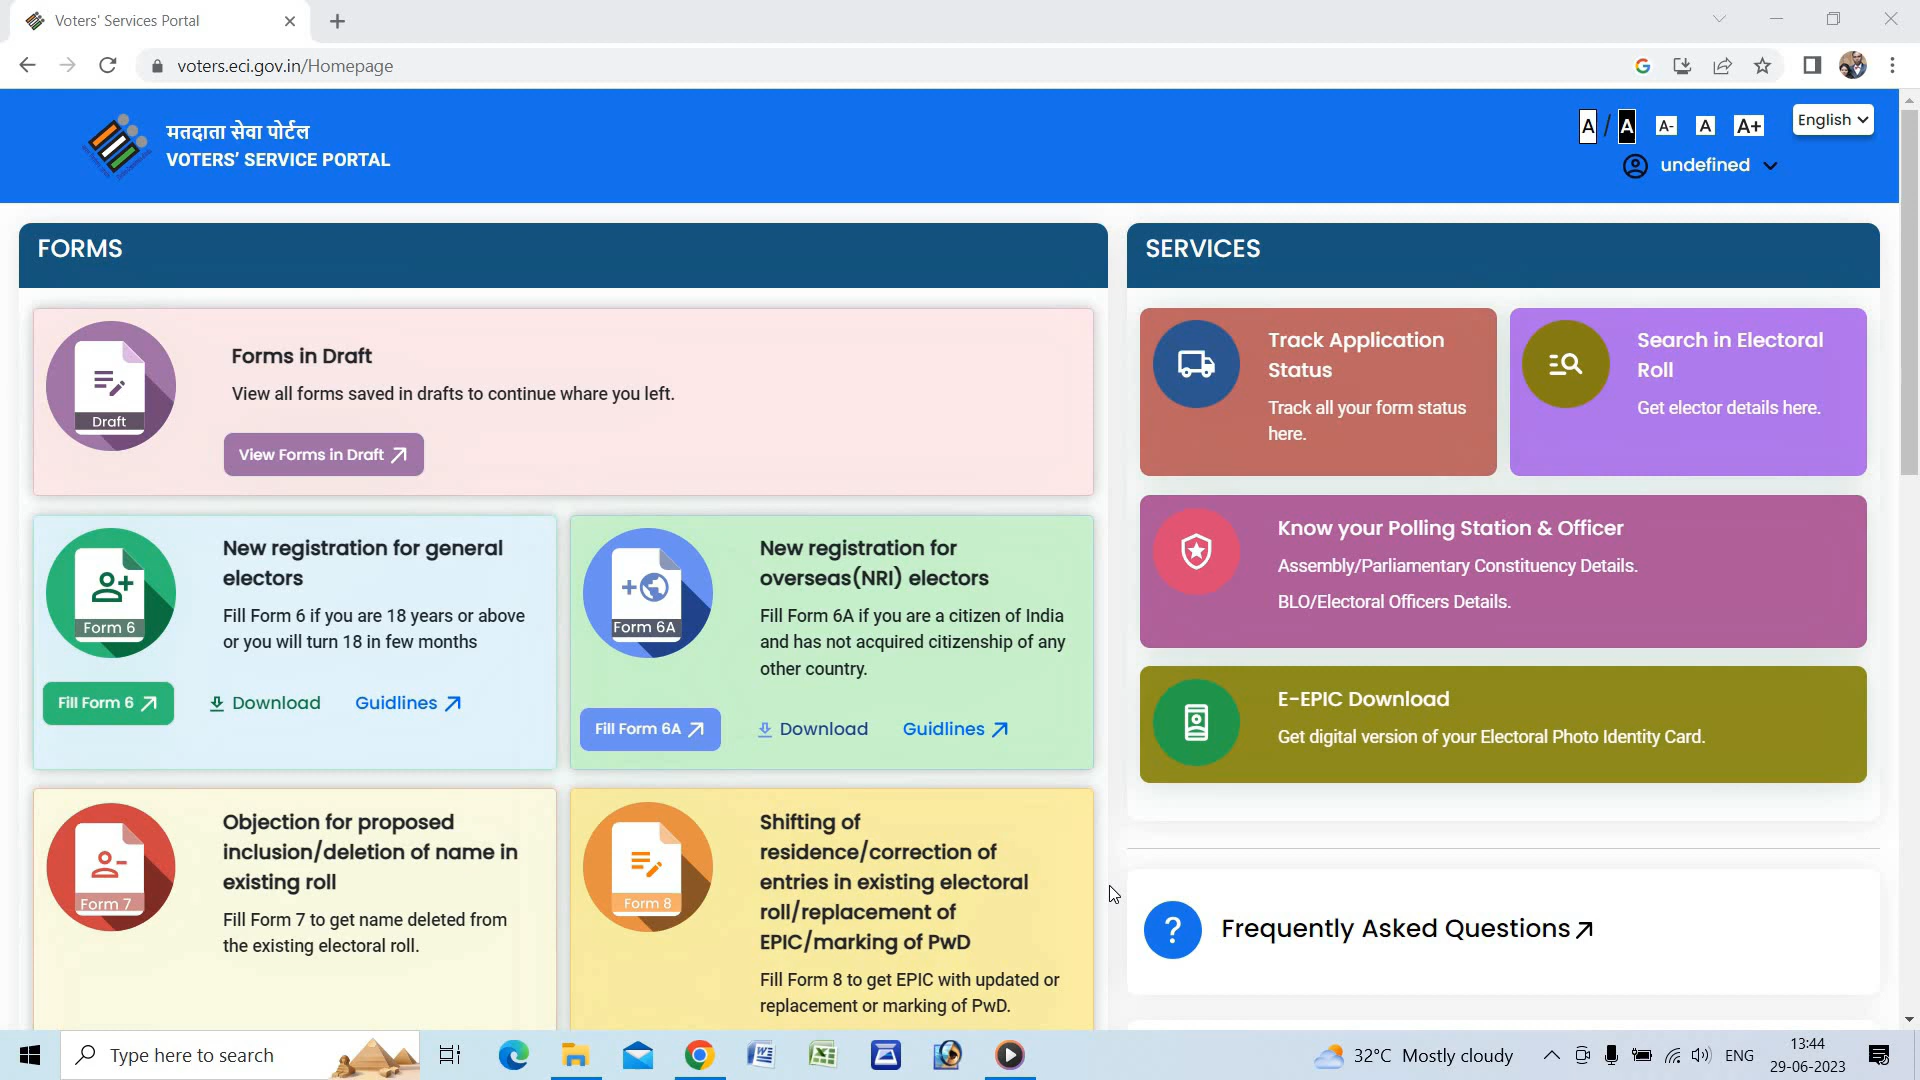 Voters' Services Portal
voters.eci.gov.in/Homepage
मतदाता सेवा पोर्टल
VOTERS' SERVICE PORTAL
A / A A- A A+ English
undefined
FORMS
Forms in Draft
View all forms saved in drafts to continue whare you left.
Draft
View Forms in Draft
New registration for general
electors
Fill Form 6 if you are 18 years or above
or you will turn 18 in few months
Form 6
Fill Form 6 Download Guidlines
New registration for
overseas(NRI) electors
Fill Form 6A if you are a citizen of India
and has not acquired citizenship of any
other country.
Form 6A
Fill Form 6A Download Guidlines
Objection for proposed
inclusion/deletion of name in
existing roll
Fill Form 7 to get name deleted from
the existing electoral roll.
Form 7
Shifting of
residence/correction of
entries in existing electoral
roll/replacement of
EPIC/marking of PwD
Fill Form 8 to get EPIC with updated or
replacement or marking of PwD.
Form 8
SERVICES
Track Application
Status
Track all your form status
here.
Search in Electoral
Roll
Get elector details here.
Know your Polling Station & Officer
Assembly/Parliamentary Constituency Details.
BLO/Electoral Officers Details.
E-EPIC Download
Get digital version of your Electoral Photo Identity Card.
? Frequently Asked Questions
Type here to search
32°C Mostly cloudy
ENG
13:44
29-06-2023